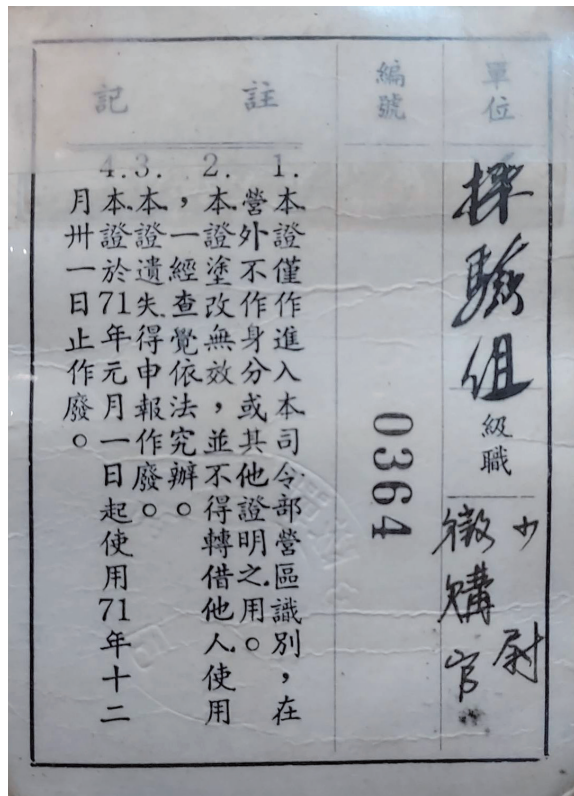 單位
採驗組
級職
少尉
徵購官
編號
0364
註記
1.本證僅作進入本司令部營區識別，在
營外不作身分或其他證明之用。
2.本證塗改無效，並不得轉借他人使用
，一經查覺依法究辦。
3.本證遺失得申報作廢。
4.本證於71年元月一日起使用71年十二
月卅一日止作廢。